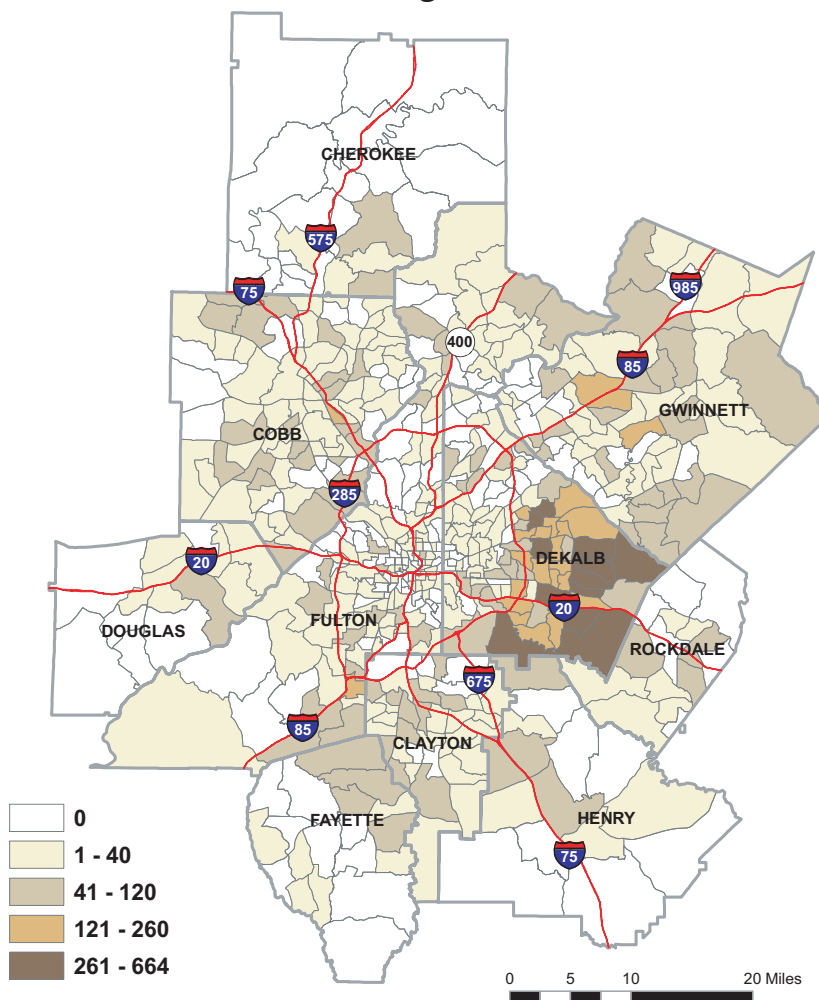 CHEROKEE
575
75
985
400
85
GWINNETT
COBB
285
DEKALB
20
20
FULTON
DOUGLAS
ROCKDALE
675
85
CLAYTON
FAYETTE
HENRY
75
0
1 - 40
41 - 120
121 - 260
261 - 664
0 5 10 20 Miles